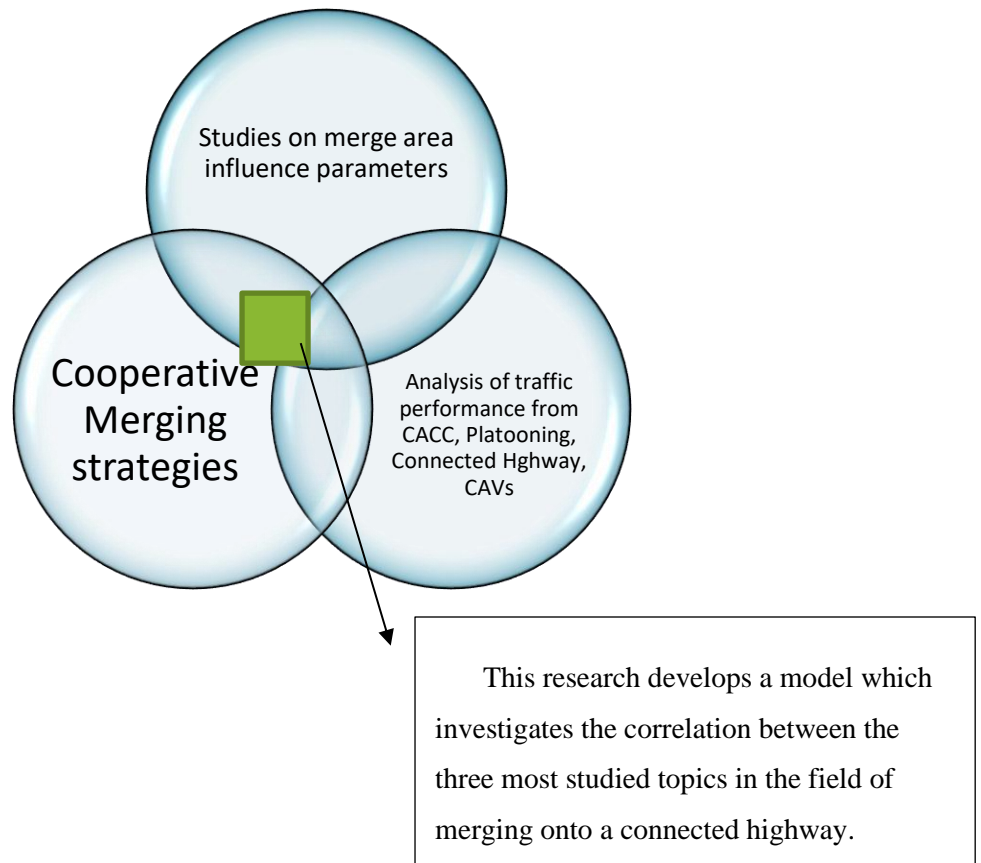 Studies on merge area
influence parameters
Cooperative
Merging
strategies
Analysis of traffic
performance from
CACC, Platooning,
Connected Hghway,
CAVs
This research develops a model which
investigates the correlation between the
three most studied topics in the field of
merging onto a connected highway.